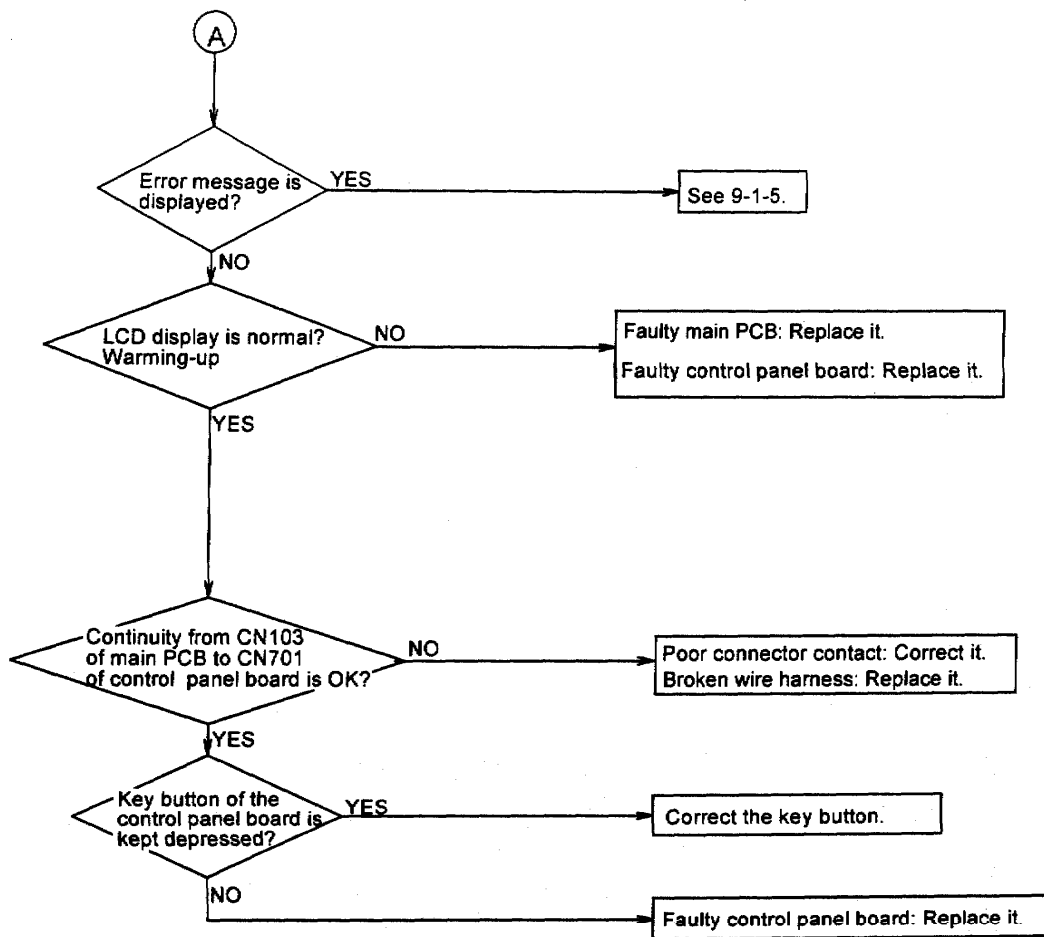 A
Error message is
displayed?
YES
See 9-1-5.
NO
LCD display is normal?
Warming-up
NO
Faulty main PCB: Replace it.
Faulty control panel board: Replace it.
YES
Continuity from CN103
of main PCB to CN701
of control panel board is OK?
NO
Poor connector contact: Correct it.
Broken wire harness: Replace it.
YES
Key button of the
control panel board is
kept depressed?
YES
Correct the key button.
NO
Faulty control panel board: Replace it.